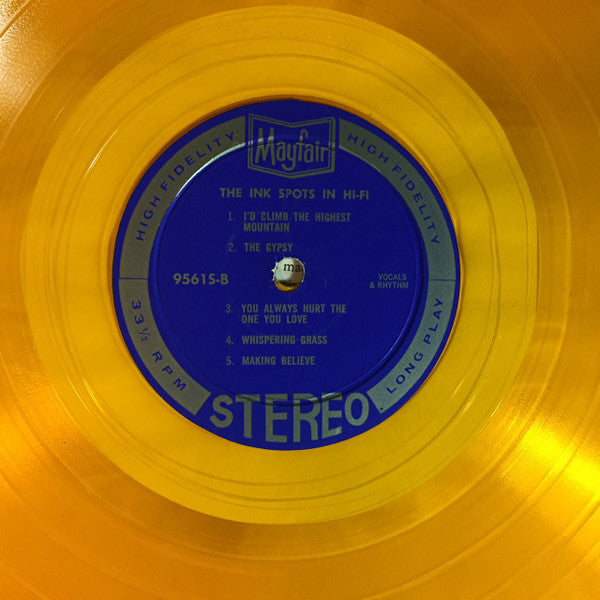 Mayfair
HIGH FIDELITY
HIGH FIDELITY
THE INK SPOTS IN HI-FI
1. I'D CLIMB THE HIGHEST
MOUNTAIN
2. THE GYPSY
9561S-B
ma
VOCALS
& RHYTHM
3. YOU ALWAYS HURT THE
ONE YOU LOVE
4. WHISPERING GRASS
5. MAKING BELIEVE
33⅓ RPM
LONG PLAY
STEREO